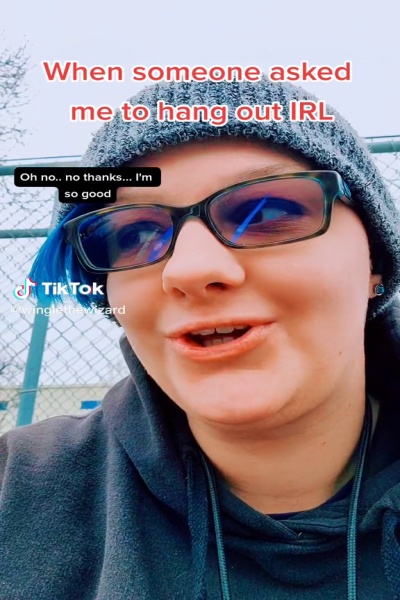 When someone asked
me to hang out IRL
Oh no.. no thanks... I'm
so good
TikTok